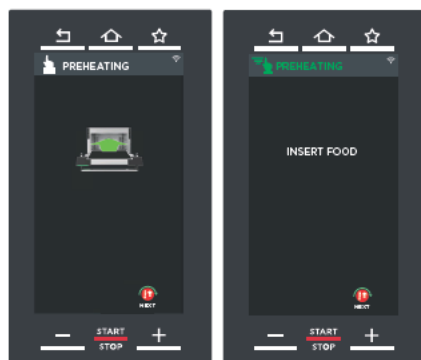 PREHEATING
NEXT
START
STOP
PREHEATING
INSERT FOOD
NEXT
START
STOP